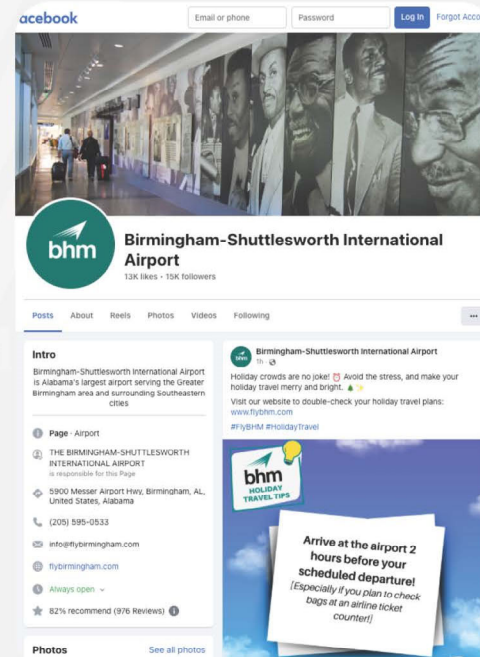 acebook
Email or phone
Password
Log In
Forgot Acco
bhm
Birmingham-Shuttlesworth International
Airport
13K likes • 15K followers
Posts
About
Reels
Photos
Videos
Following
Intro
Birmingham-Shuttlesworth International Airport
is Alabama's largest airport serving the Greater
Birmingham area and surrounding Southeastern
cities
Page · Airport
THE BIRMINGHAM-SHUTTLESWORTH
INTERNATIONAL AIRPORT
is responsible for this Page
5900 Messer Airport Hwy, Birmingham, AL,
United States, Alabama
(205) 595-0533
info@flybirmingham.com
flybirmingham.com
Always open
82% recommend (976 Reviews)
Photos
See all photos
bhm
Birmingham-Shuttlesworth International Airport
1h
Holiday crowds are no joke! Avoid the stress, and make your
holiday travel merry and bright.
Visit our website to double-check your holiday travel plans:
www.flybhm.com
#FlyBHM #HolidayTravel
bhm
HOLIDAY
TRAVEL TIPS
Arrive at the airport 2
hours before your
scheduled departure!
[Especially if you plan to check
bags at an airline ticket
counter!]